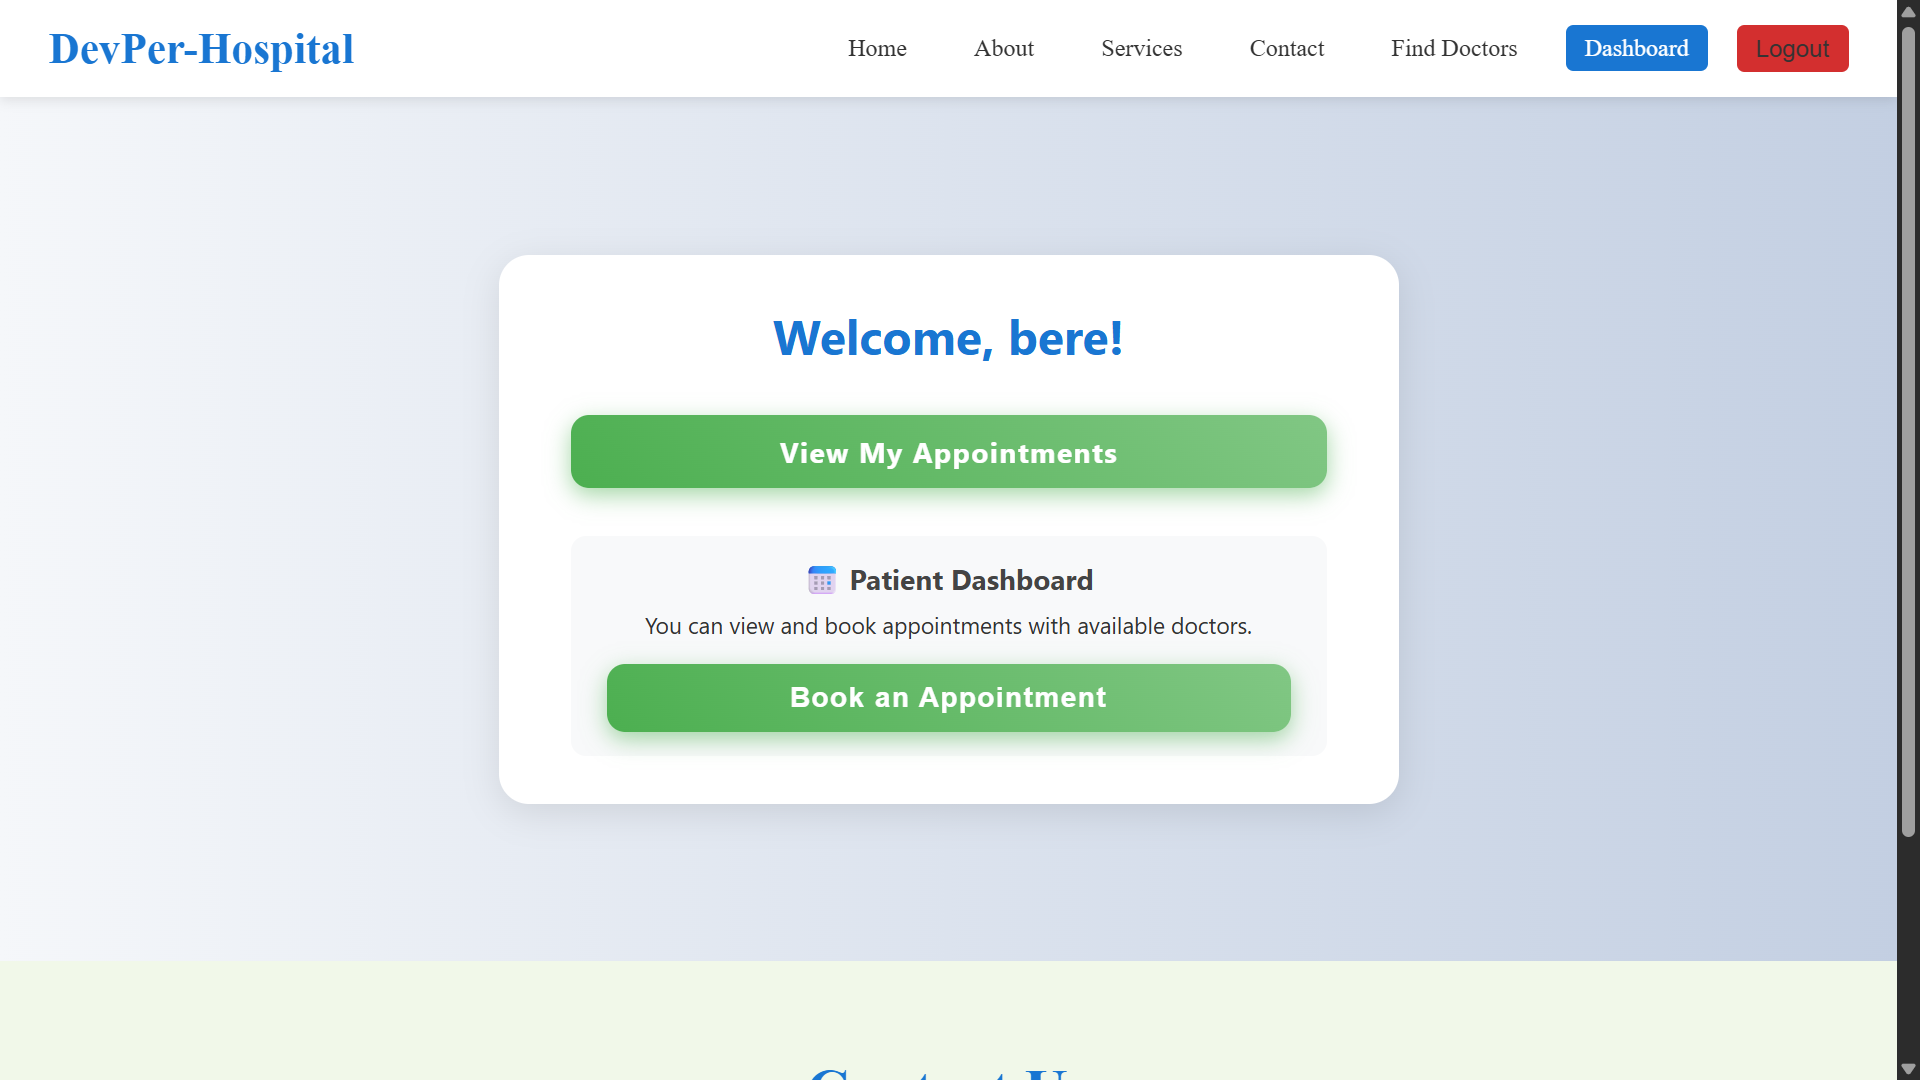 DevPer-Hospital
Home
About
Services
Contact
Find Doctors
Dashboard
Logout
Welcome, bere!
View My Appointments
Patient Dashboard
You can view and book appointments with available doctors.
Book an Appointment